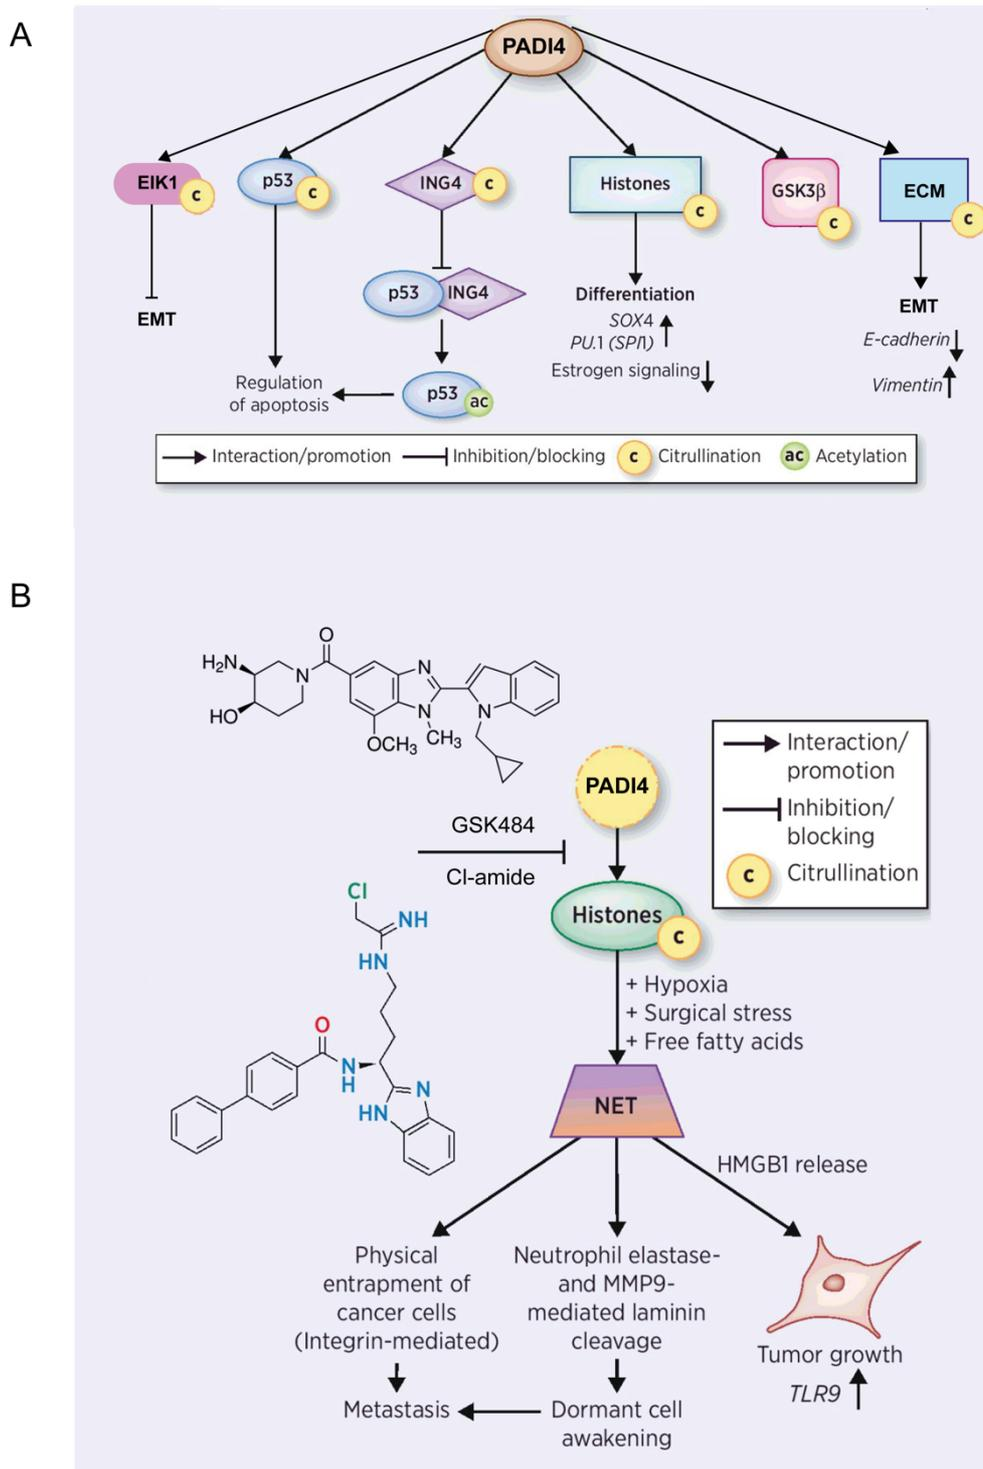 A
PADI4
EIK1 c
p53 c
ING4 c
Histones c
GSK3β c
ECM c
EMT
p53 ING4
Differentiation
SOX4
PU.1 (SPI1)
Estrogen signaling
EMT
E-cadherin
Vimentin
Regulation
of apoptosis
p53 ac
Interaction/promotion Inhibition/blocking c Citrullination ac Acetylation
B
O
H₂N
N
N
HO
N
N
OCH₃
CH₃
PADI4
Interaction/
promotion
Inhibition/
blocking
c Citrullination
GSK484
Cl-amide
Histones c
Cl
NH
HN
O
N
H
N
HN
+ Hypoxia
+ Surgical stress
+ Free fatty acids
NET
HMGB1 release
Physical
entrapment of
cancer cells
(Integrin-mediated)
Metastasis
Neutrophil elastase-
and MMP9-
mediated laminin
cleavage
Dormant cell
awakening
Tumor growth
TLR9